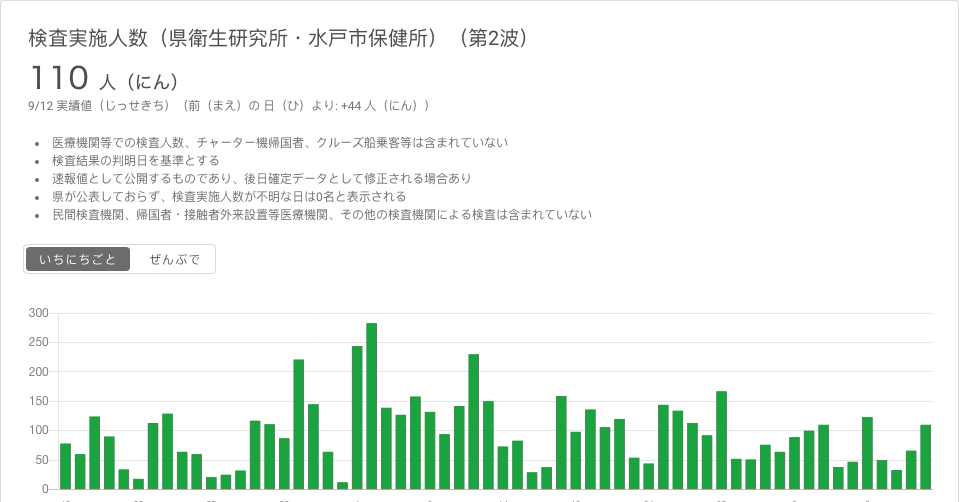 検査実施人数（県衛生研究所・水戸市保健所）（第2波）
110 人（にん）
9/12 実績値（じっせきち）（前（まえ）の 日（ひ）より: +44 人（にん））
• 医療機関等での検査人数、チャーター機帰国者、クルーズ船乗客等は含まれていない
• 検査結果の判明日を基準とする
• 速報値として公開するものであり、後日確定データとして修正される場合あり
• 県が公表しておらず、検査実施人数が不明な日は0名と表示される
• 民間検査機関、帰国者・接触者外来設置等医療機関、その他の検査機関による検査は含まれていない
いちにちごと ぜんぶで
300
250
200
150
100
50
0